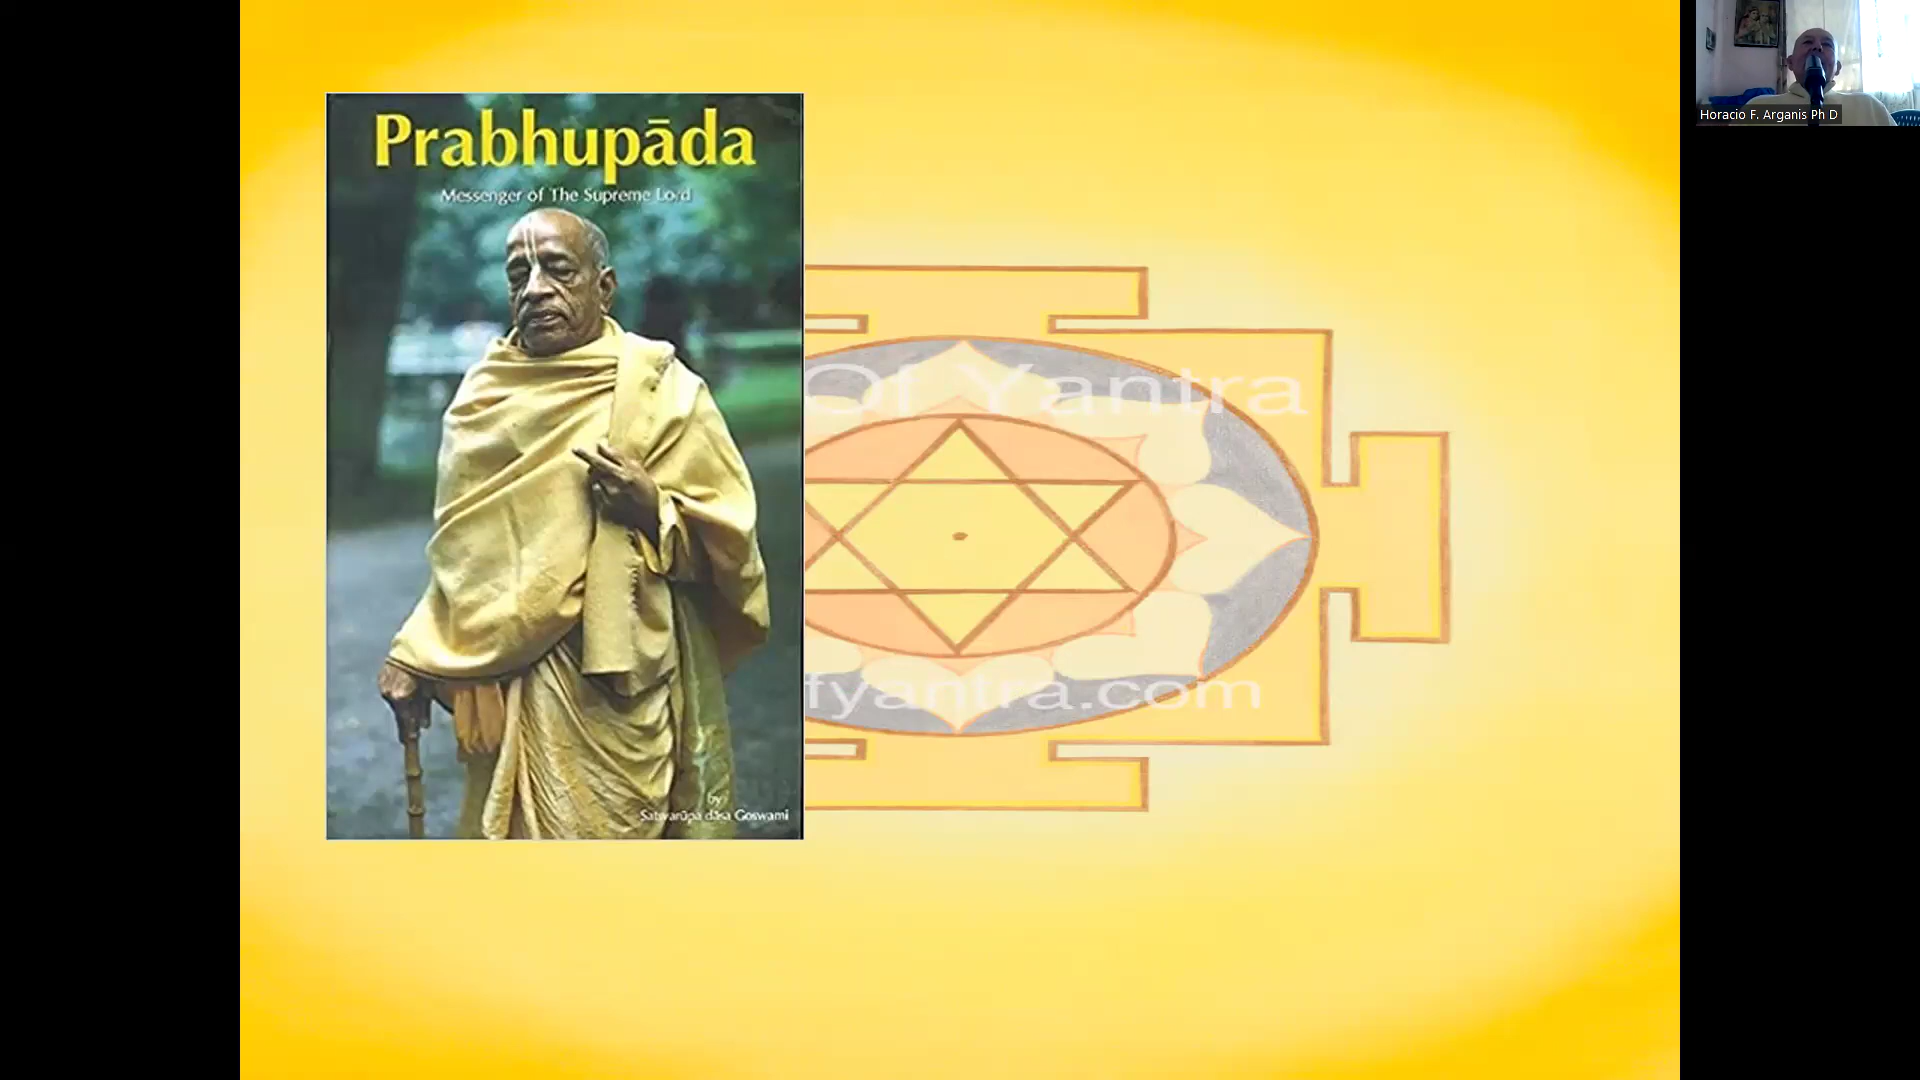 Prabhupāda
Messenger of The Supreme Lord
by
Satsvarūpa dāsa Goswami
Of Yantra
fyantra.com
Horacio F. Arganis Ph D